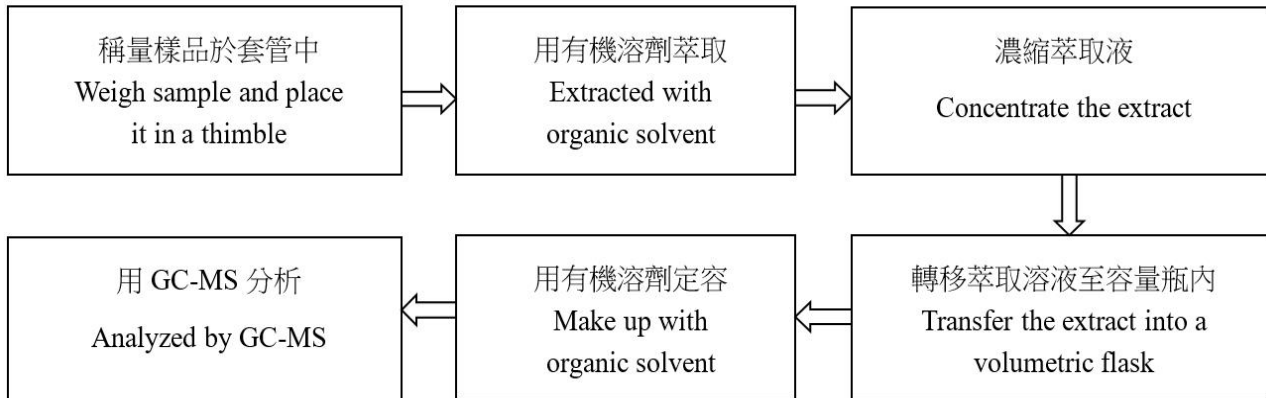 稱量樣品於套管中
Weigh sample and place
it in a thimble
用有機溶劑萃取
Extracted with
organic solvent
濃縮萃取液
Concentrate the extract
轉移萃取溶液至容量瓶內
Transfer the extract into a
volumetric flask
用有機溶劑定容
Make up with
organic solvent
用 GC-MS 分析
Analyzed by GC-MS